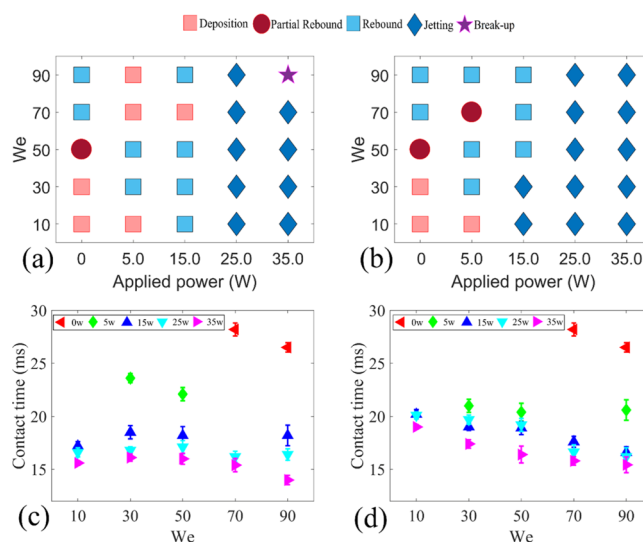 Deposition Partial Rebound Rebound Jetting Break-up
90
70
50
30
10
We
0 5.0 15.0 25.0 35.0
Applied power (W)
(a)
90
70
50
30
10
We
0 5.0 15.0 25.0 35.0
Applied power (W)
(b)
30
25
20
15
Contact time (ms)
0w 5w 15w 25w 35w
10 30 50 70 90
We
(c)
30
25
20
15
Contact time (ms)
0w 5w 15w 25w 35w
10 30 50 70 90
We
(d)